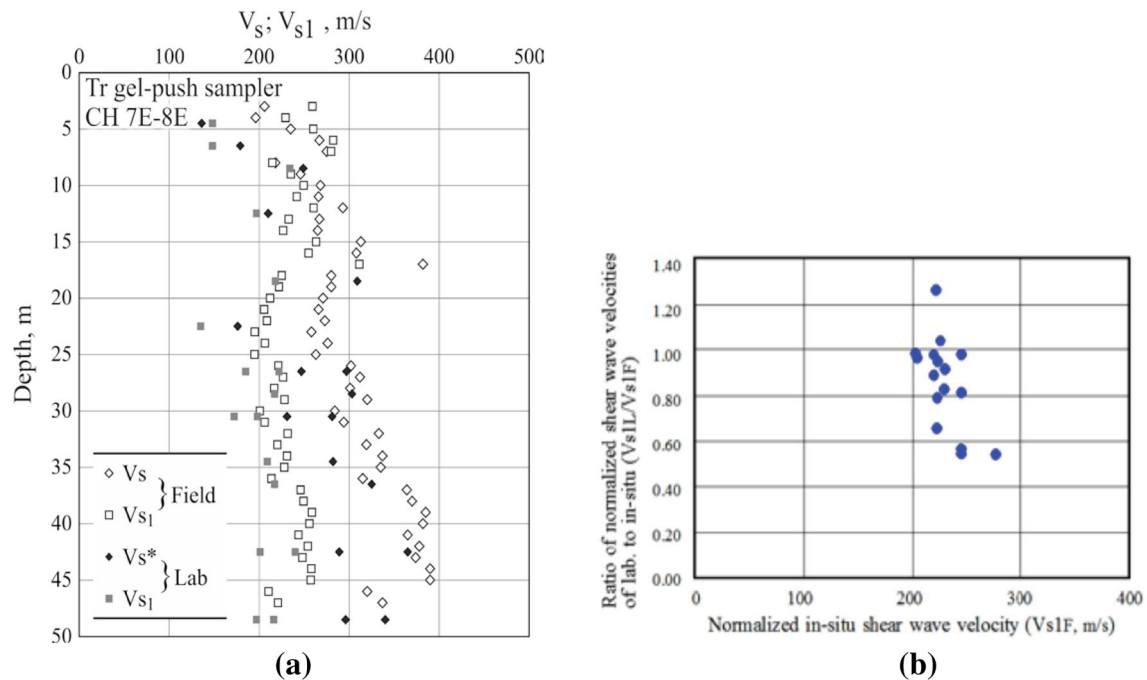 Vs; Vs1 , m/s
0 100 200 300 400 500
Tr gel-push sampler
CH 7E-8E
0
5
10
15
20
25
30
35
40
45
50
Depth, m
Vs
Vs1
} Field
Vs*
Vs1
} Lab
(a)
Ratio of normalized shear wave velocities
of lab. to in-situ (Vs1L/Vs1F)
1.40
1.20
1.00
0.80
0.60
0.40
0.20
0.00
0 100 200 300 400
Normalized in-situ shear wave velocity (Vs1F, m/s)
(b)